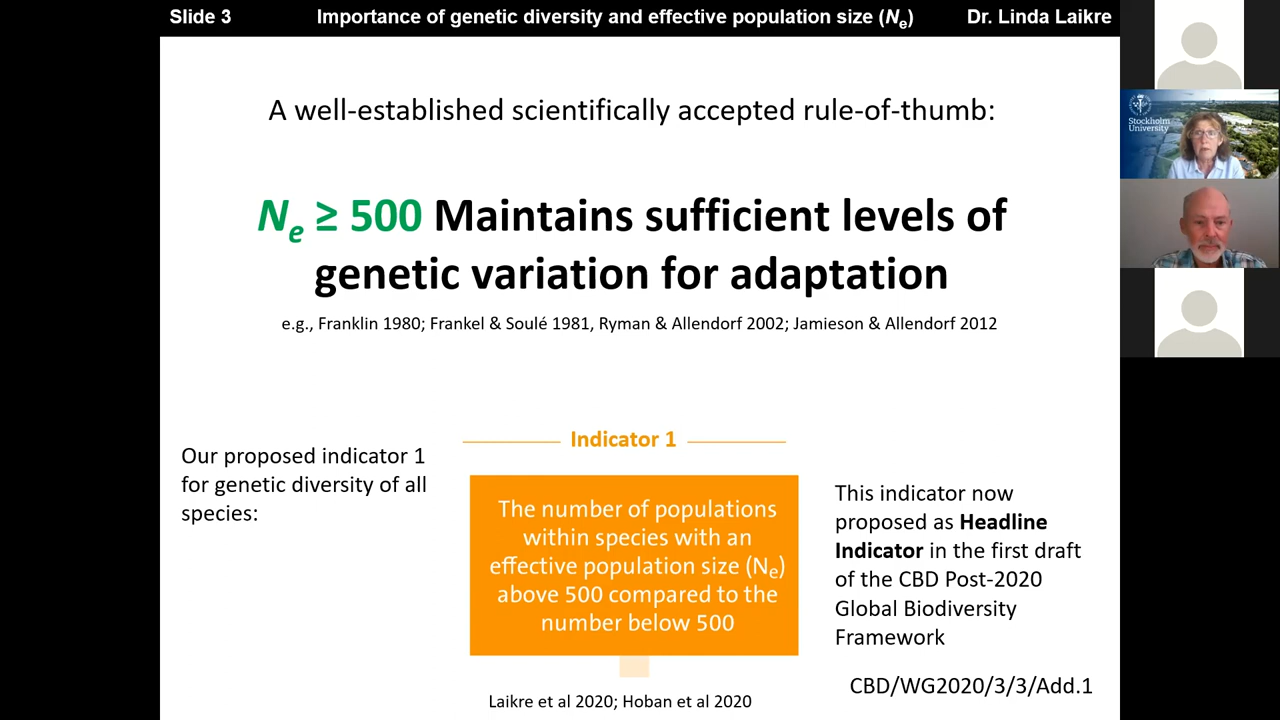 Slide 3 Importance of genetic diversity and effective population size (Ne) Dr. Linda Laikre
A well-established scientifically accepted rule-of-thumb:
Ne ≥ 500 Maintains sufficient levels of
genetic variation for adaptation
e.g., Franklin 1980; Frankel & Soulé 1981, Ryman & Allendorf 2002; Jamieson & Allendorf 2012
Our proposed indicator 1
for genetic diversity of all
species:
Indicator 1
The number of populations
within species with an
effective population size (Ne)
above 500 compared to the
number below 500
Laikre et al 2020; Hoban et al 2020
This indicator now
proposed as Headline
Indicator in the first draft
of the CBD Post-2020
Global Biodiversity
Framework
CBD/WG2020/3/3/Add.1
Stockholm
University